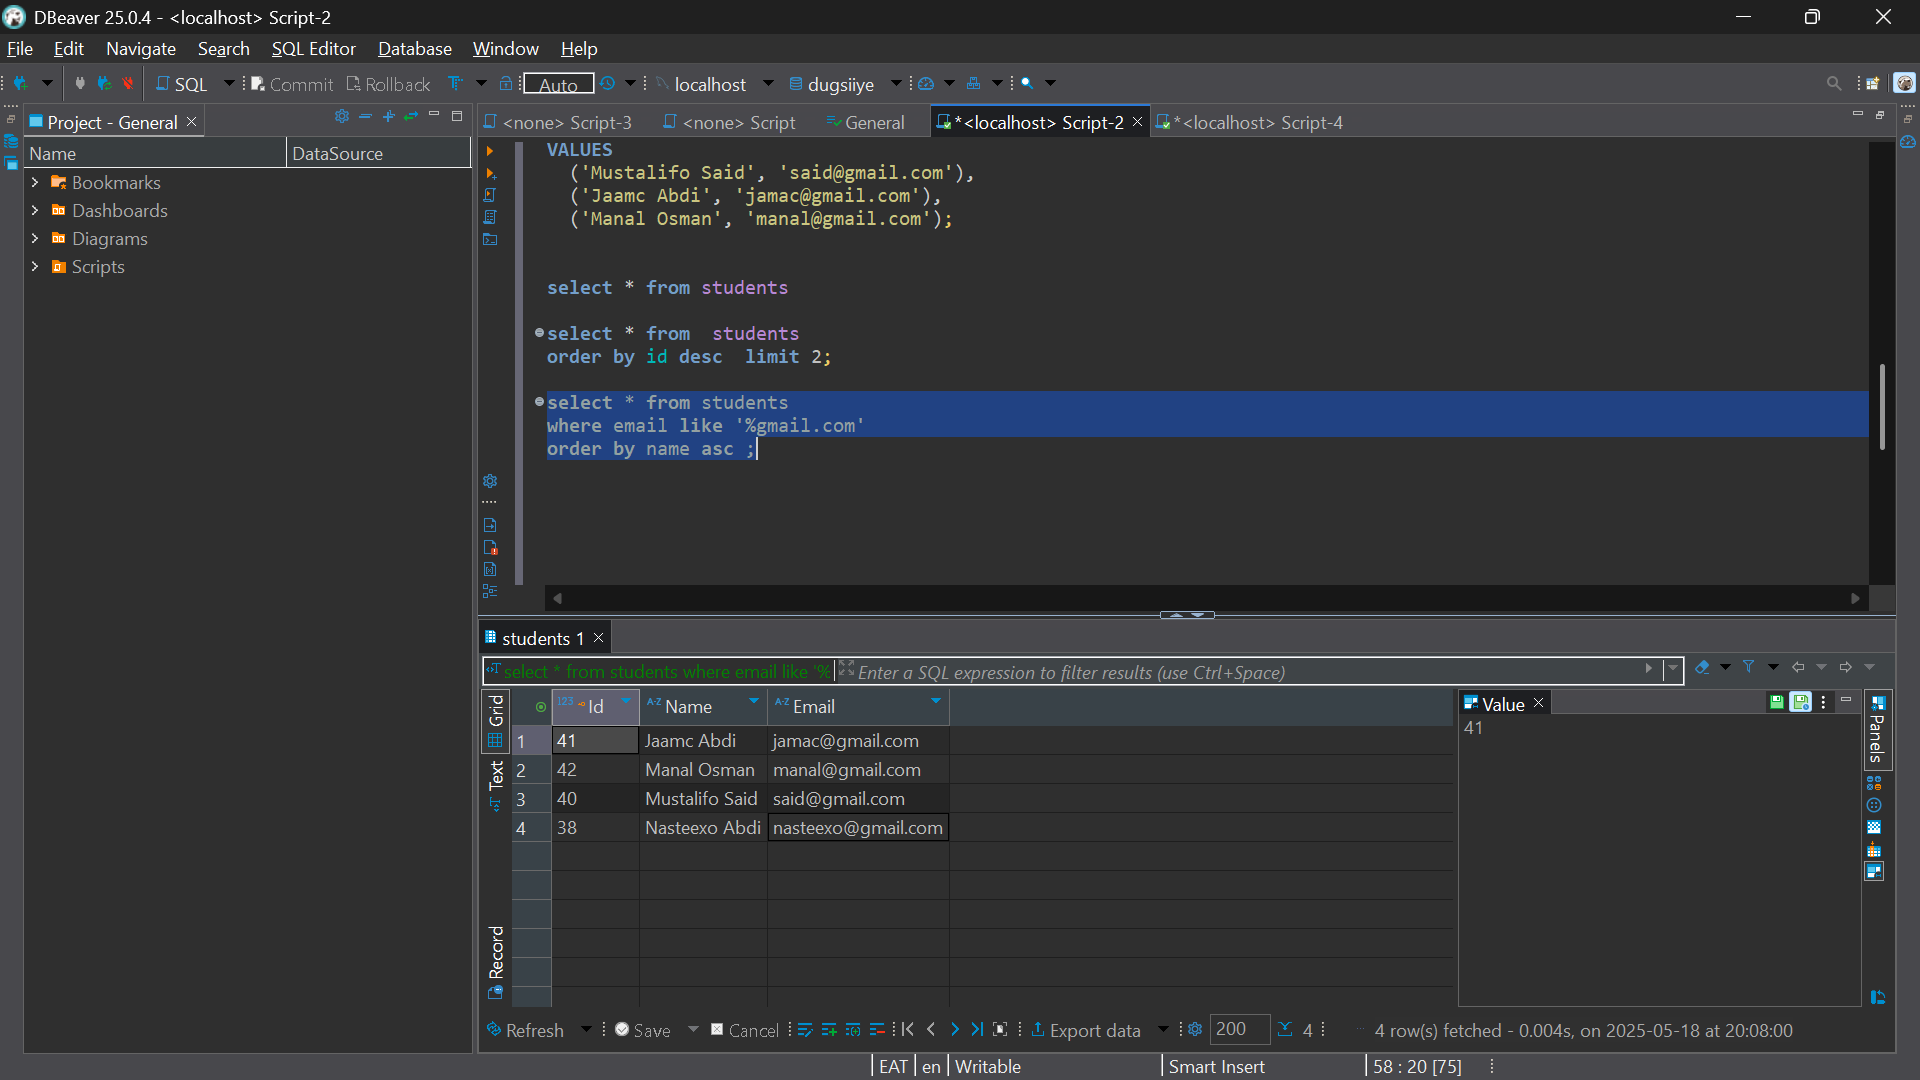 DBeaver 25.0.4 - <localhost> Script-2
File Edit Navigate Search SQL Editor Database Window Help
SQL Commit Rollback Auto localhost dugsiiye
Project - General
<none> Script-3 <none> Script General *<localhost> Script-2 *<localhost> Script-4
Name DataSource
Bookmarks
Dashboards
Diagrams
Scripts
VALUES
('Mustalifo Said', 'said@gmail.com'),
('Jaamc Abdi', 'jamac@gmail.com'),
('Manal Osman', 'manal@gmail.com');
select * from students
select * from  students
order by id desc  limit 2;
select * from students
where email like '%gmail.com'
order by name asc ;
students 1
select * from students where email like '% Enter a SQL expression to filter results (use Ctrl+Space)
Grid
Text
Record
123 Id A-Z Name A-Z Email
1 41 Jaamc Abdi jamac@gmail.com
2 42 Manal Osman manal@gmail.com
3 40 Mustalifo Said said@gmail.com
4 38 Nasteexo Abdi nasteexo@gmail.com
Value
41
Panels
Refresh Save Cancel Export data 200 4 4 row(s) fetched - 0.004s, on 2025-05-18 at 20:08:00
EAT en Writable Smart Insert 58 : 20 [75]